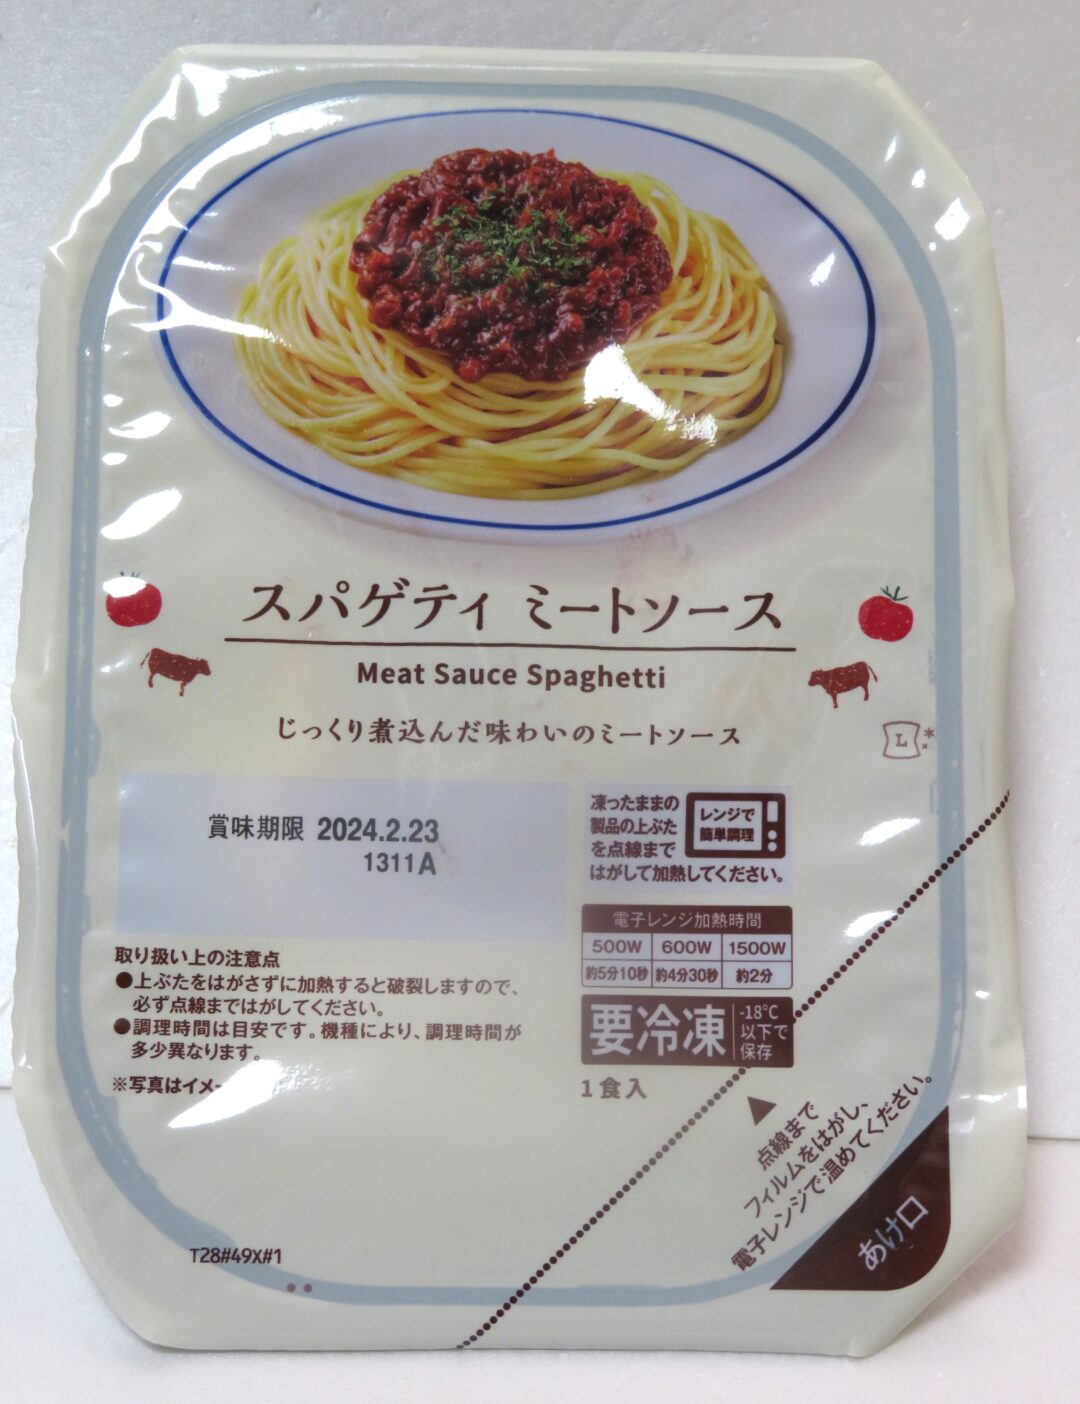 スパゲティ ミートソース
Meat Sauce Spaghetti
じっくり煮込んだ味わいのミートソース
L
賞味期限 2024.2.23
1311A
凍ったままの
製品の上ぶた
を点線まで
はがして加熱してください。
レンジで
簡単調理
電子レンジ加熱時間
500W 600W 1500W
約5分10秒 約4分30秒 約2分
要冷凍
-18℃
以下で
保存
1食入
取り扱い上の注意点
●上ぶたをはがさずに加熱すると破裂しますので、
必ず点線まではがしてください。
●調理時間は目安です。機種により、調理時間が
多少異なります。
※写真はイメー
点線まで
フィルムをはがし、
電子レンジで温めてください。
あけ口
T28#49X#1